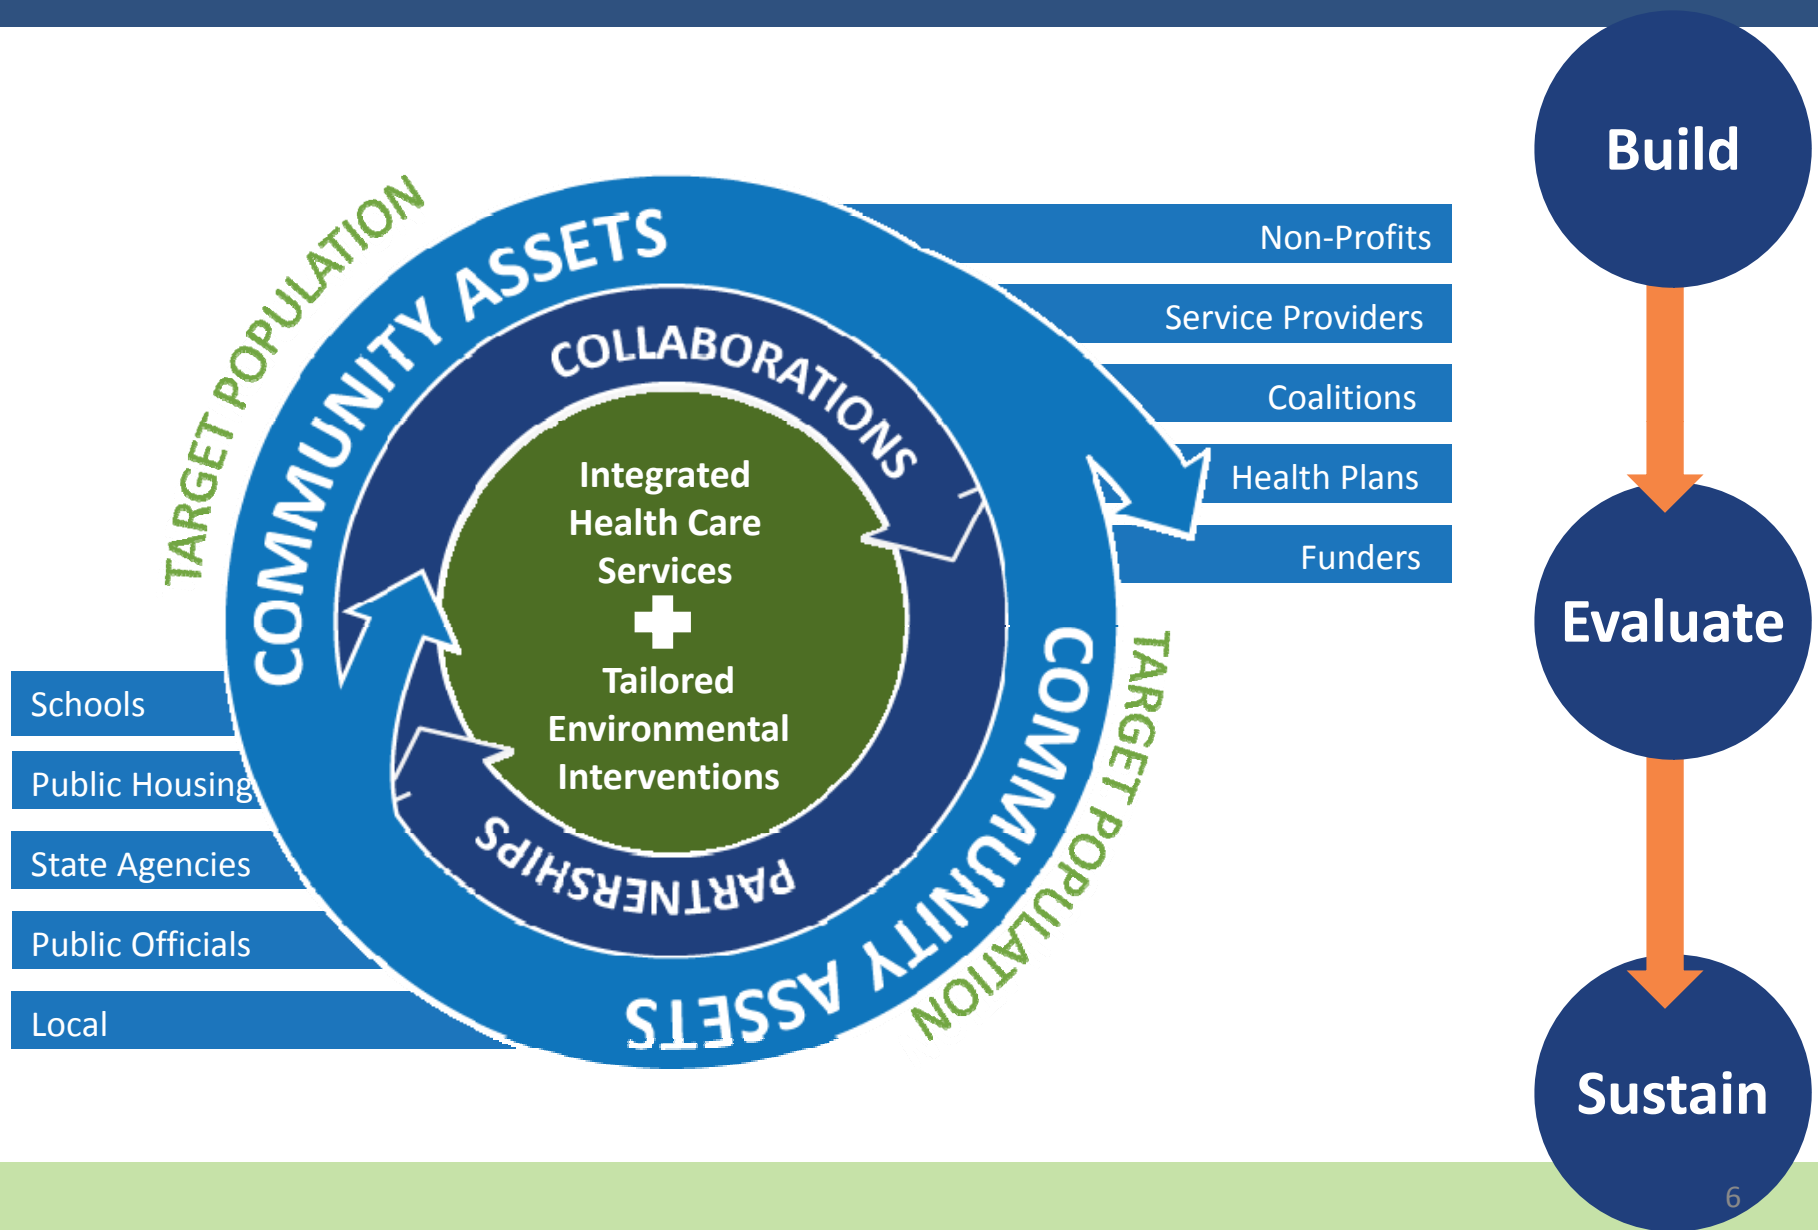 TARGET POPULATION
COMMUNITY ASSETS
COLLABORATIONS
Integrated
Health Care
Services
Tailored
Environmental
Interventions
PARTNERSHIPS
COMMUNITY ASSETS
TARGET POPULATION
Non-Profits
Service Providers
Coalitions
Health Plans
Funders
Schools
Public Housing
State Agencies
Public Officials
Local
Build
Evaluate
Sustain
6